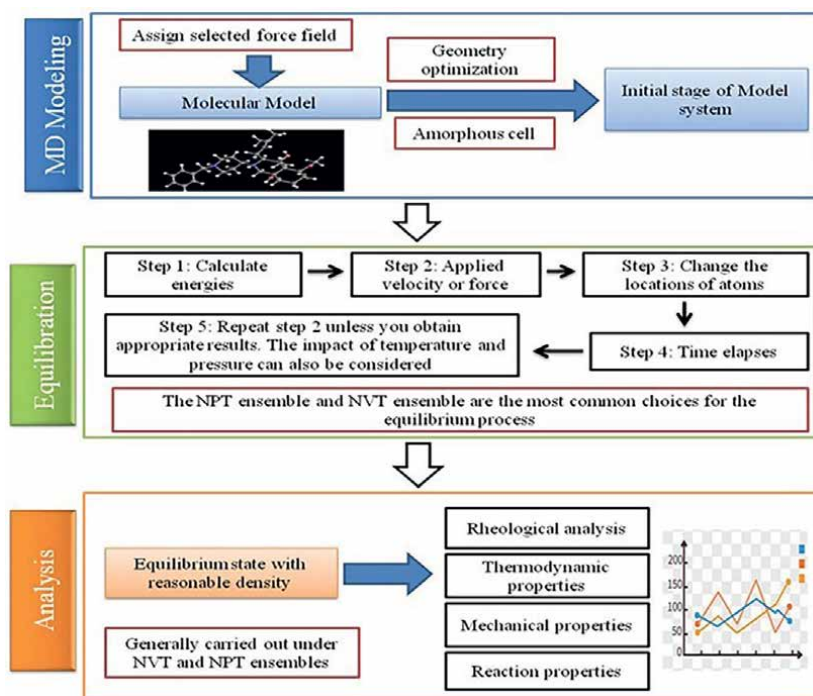 MD Modeling
Assign selected force field
Molecular Model
Geometry
optimization
Amorphous cell
Initial stage of Model
system
Equilibration
Step 1: Calculate
energies
Step 2: Applied
velocity or force
Step 3: Change the
locations of atoms
Step 4: Time elapses
Step 5: Repeat step 2 unless you obtain
appropriate results. The impact of temperature and
pressure can also be considered
The NPT ensemble and NVT ensemble are the most common choices for the
equilibrium process
Analysis
Equilibrium state with
reasonable density
Generally carried out under
NVT and NPT ensembles
Rheological analysis
Thermodynamic
properties
Mechanical properties
Reaction properties
200
150
100
50
0